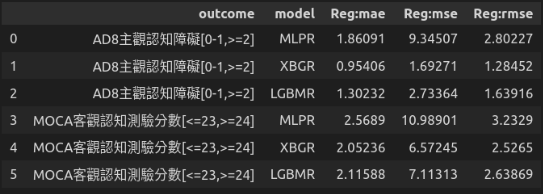 outcome model Reg:mae Reg:mse Reg:rmse
0 AD8主觀認知障礙[0-1,>=2] MLPR 1.86091 9.34507 2.80227
1 AD8主觀認知障礙[0-1,>=2] XBGR 0.95406 1.69271 1.28452
2 AD8主觀認知障礙[0-1,>=2] LGBMR 1.30232 2.73364 1.63916
3 MOCA客觀認知測驗分數[<=23,>=24] MLPR 2.5689 10.98901 3.2329
4 MOCA客觀認知測驗分數[<=23,>=24] XBGR 2.05236 6.57245 2.5265
5 MOCA客觀認知測驗分數[<=23,>=24] LGBMR 2.11588 7.11313 2.63869